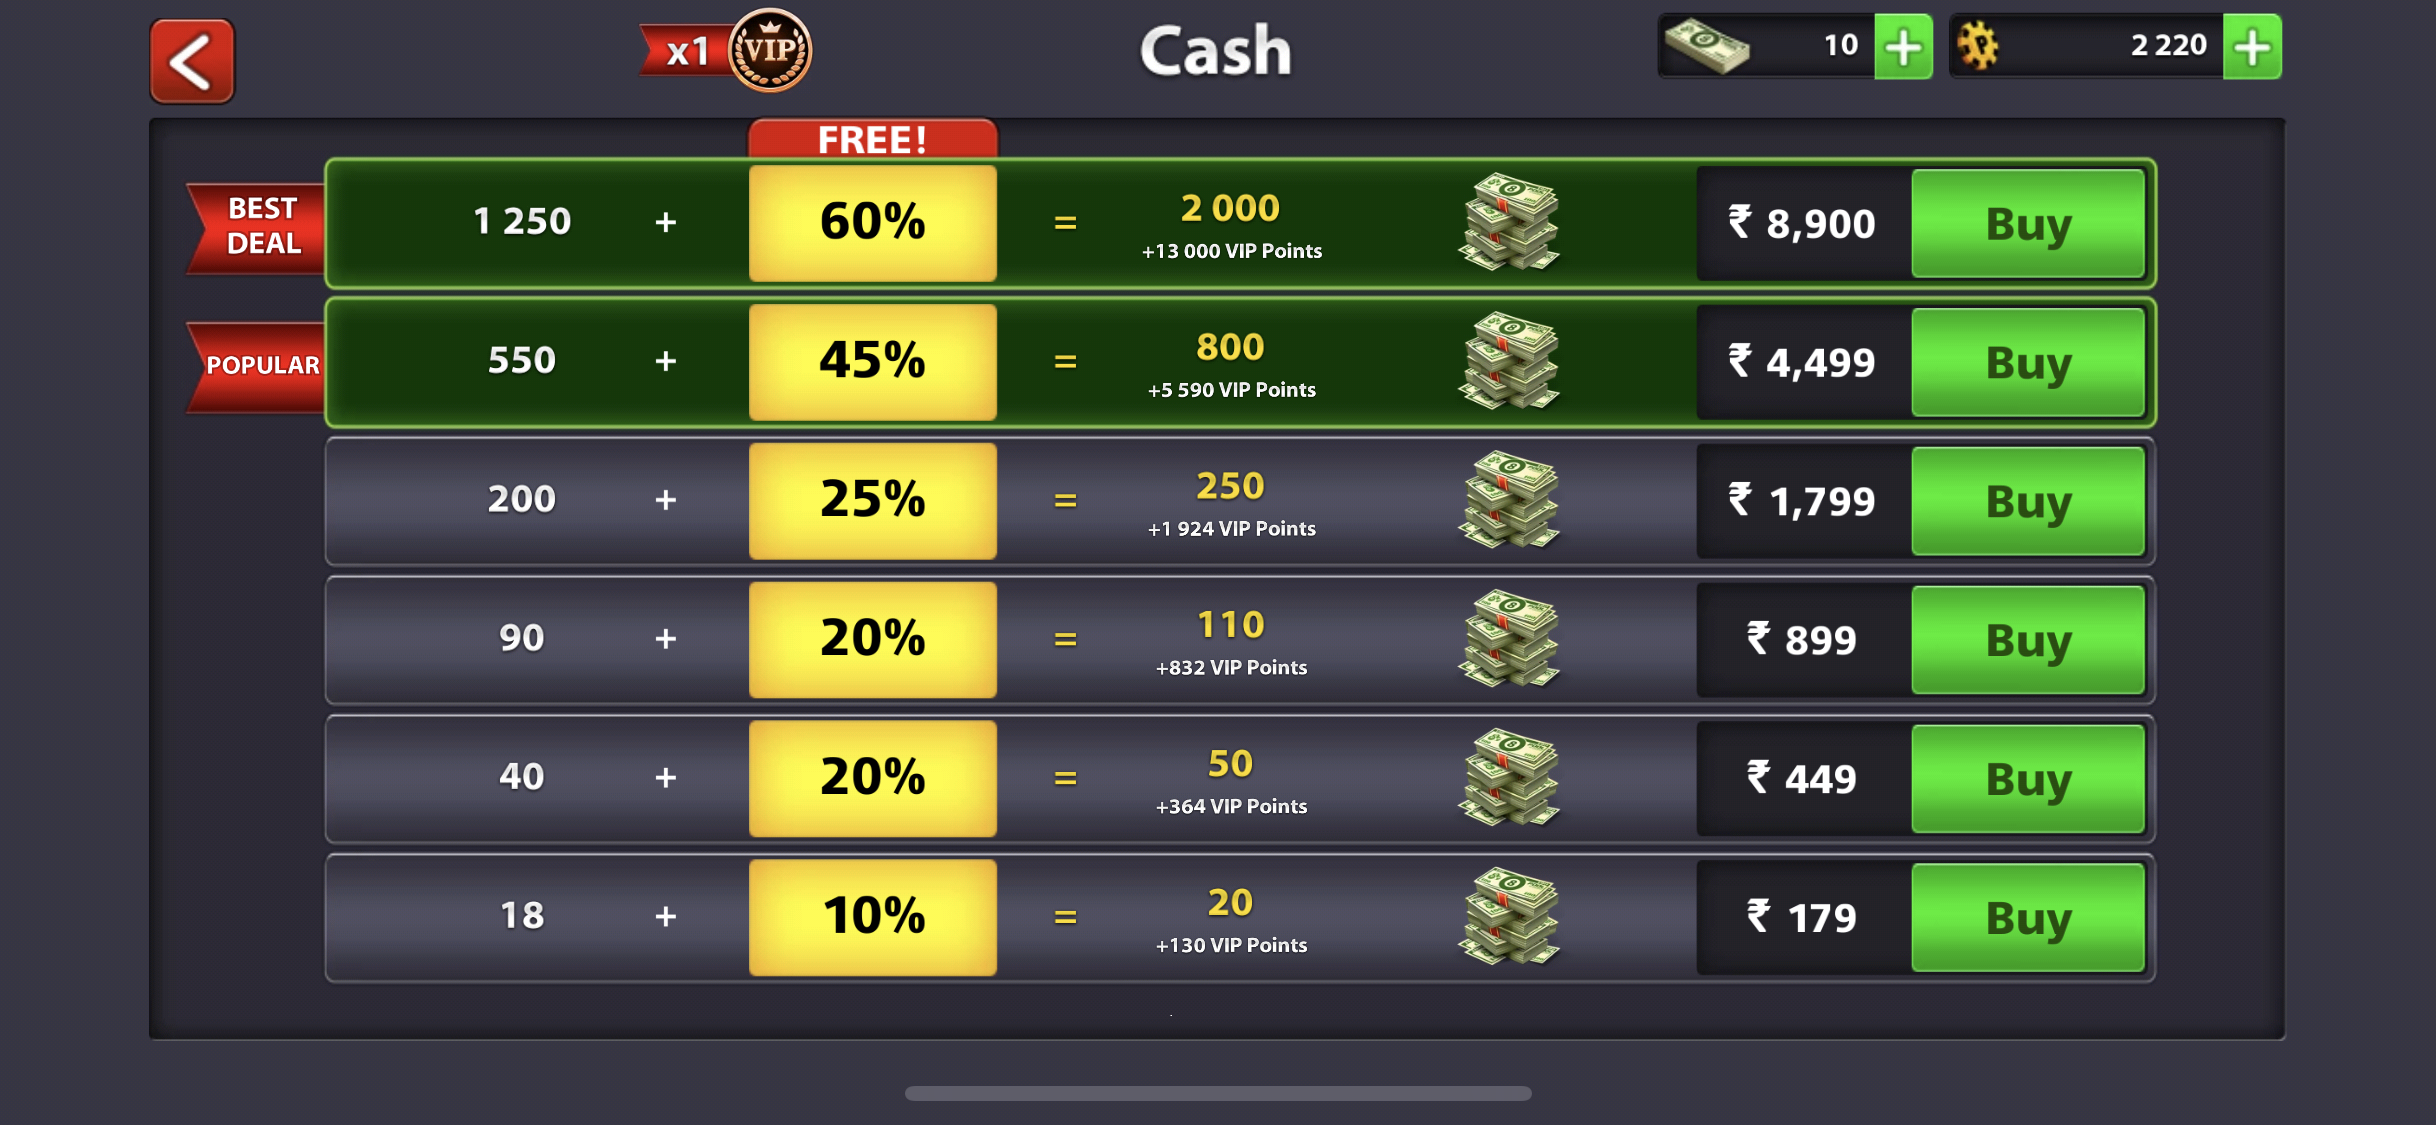 x1 VIP Cash 10 + 2 220 +
FREE!
BEST
DEAL
1 250 + 60% = 2 000 ₹ 8,900 Buy
+13 000 VIP Points
POPULAR 550 + 45% = 800 ₹ 4,499 Buy
+5 590 VIP Points
200 + 25% = 250 ₹ 1,799 Buy
+1 924 VIP Points
90 + 20% = 110 ₹ 899 Buy
+832 VIP Points
40 + 20% = 50 ₹ 449 Buy
+364 VIP Points
18 + 10% = 20 ₹ 179 Buy
+130 VIP Points